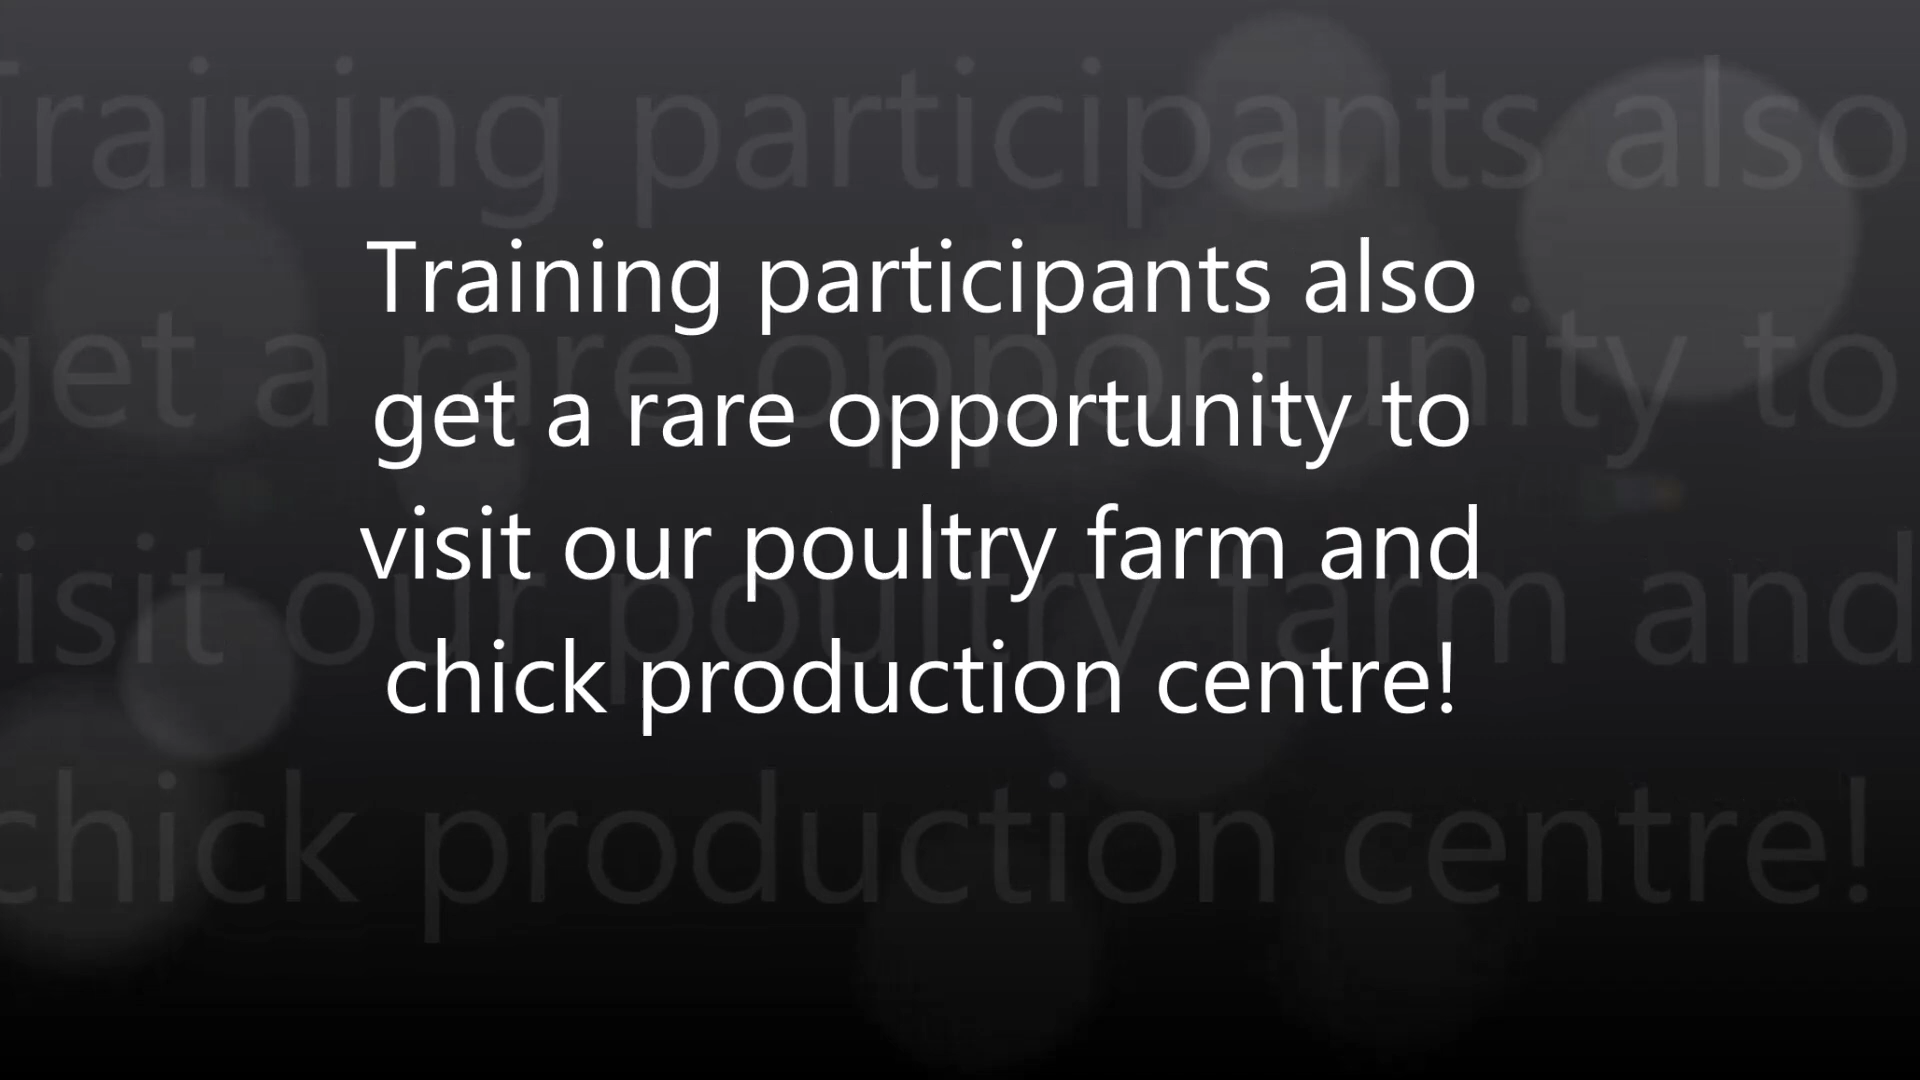 Training participants also
get a rare opportunity to
visit our poultry farm and
chick production centre!